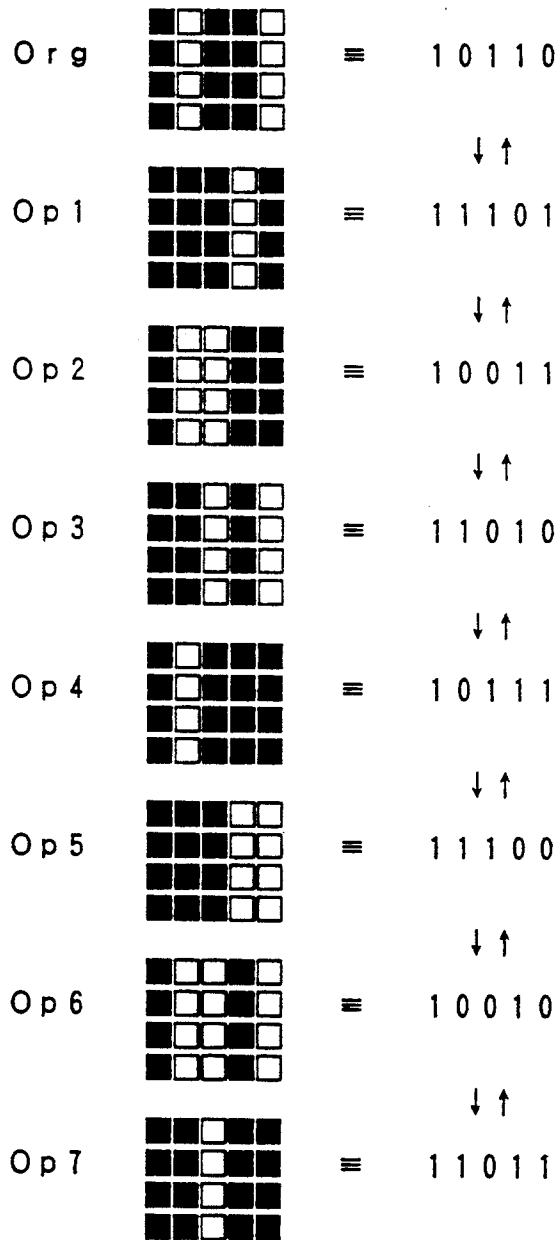 Org ≡ 10110
↓ ↑
Op1 ≡ 11101
↓ ↑
Op2 ≡ 10011
↓ ↑
Op3 ≡ 11010
↓ ↑
Op4 ≡ 10111
↓ ↑
Op5 ≡ 11100
↓ ↑
Op6 ≡ 10010
↓ ↑
Op7 ≡ 11011